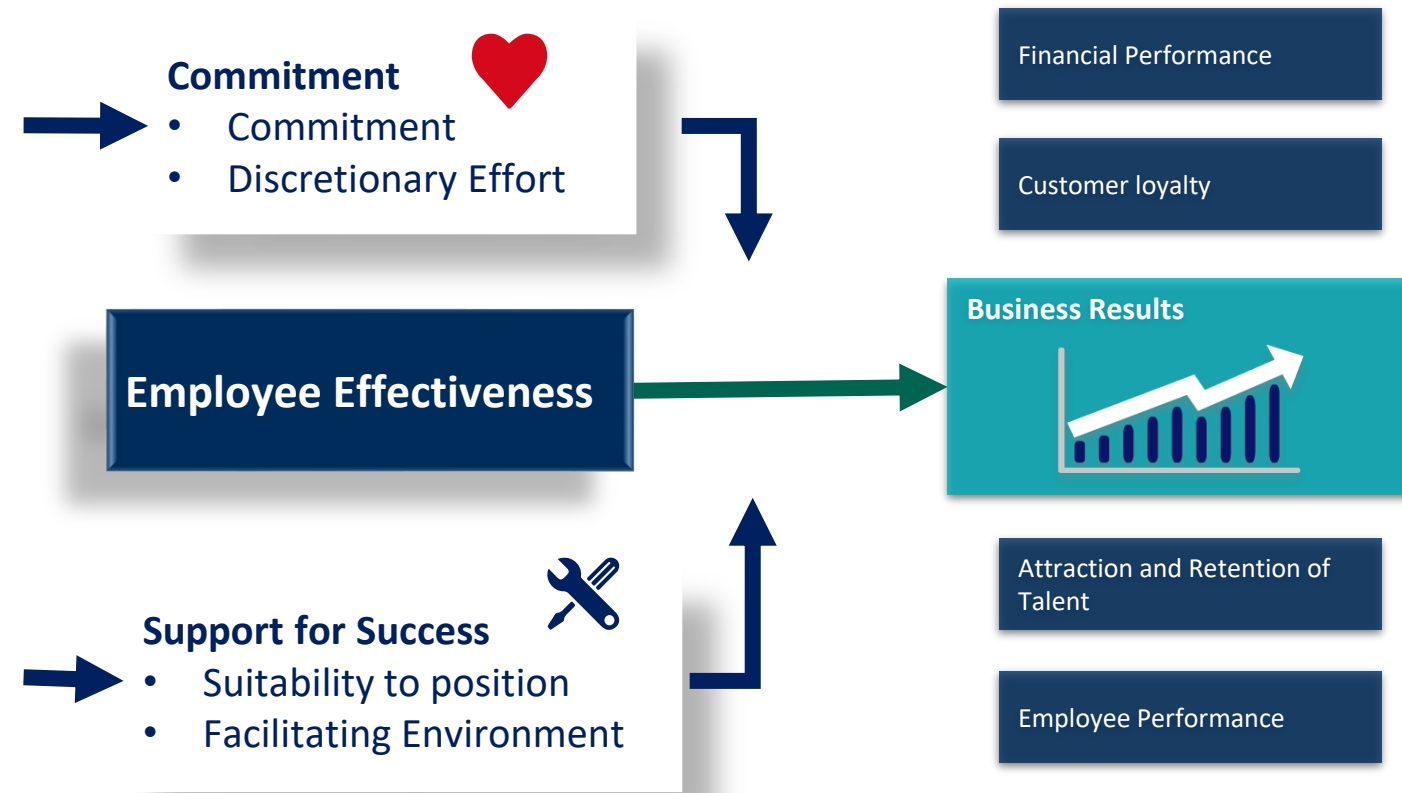 Commitment
• Commitment
• Discretionary Effort
Employee Effectiveness
Support for Success
• Suitability to position
• Facilitating Environment
Financial Performance
Customer loyalty
Business Results
Attraction and Retention of
Talent
Employee Performance